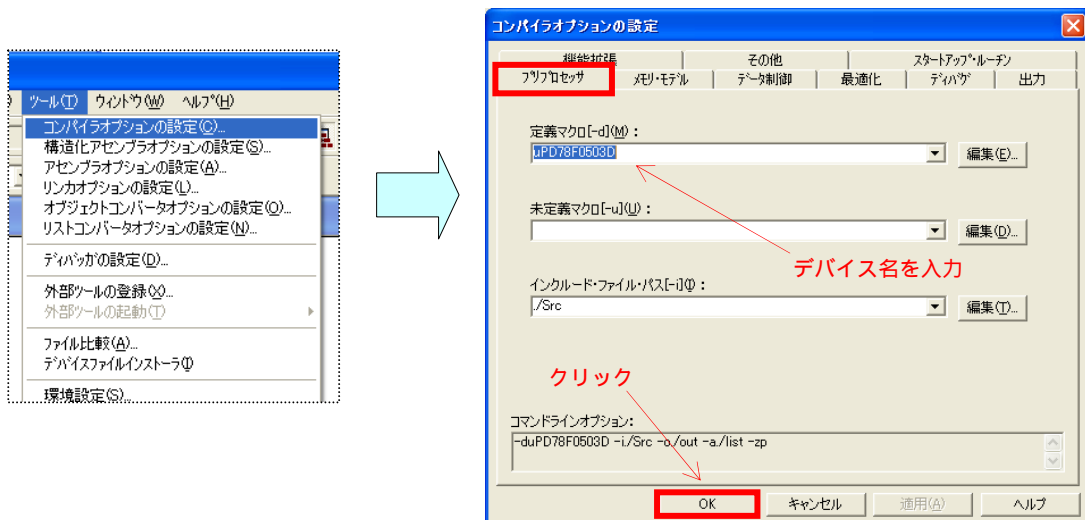 ) ツール(T) ウィンドウ(W) ヘルプ(H)
コンパイラオプションの設定(C)...
構造化アセンブラオプションの設定(S)...
アセンブラオプションの設定(A)...
リンカオプションの設定(L)...
オブジェクトコンバータオプションの設定(O)...
リストコンバータオプションの設定(N)...
ディバッガの設定(D)...
外部ツールの登録(X)...
外部ツールの起動(T)
ファイル比較(A)...
デバイスファイルインストーラ(I)
環境設定(S)...
コンパイラオプションの設定
機能拡張 その他 スタートアップ・ルーチン
プリプロセッサ メモリ・モデル データ制御 最適化 ディバグ 出力
定義マクロ[-d](M):
uPD78F0503D 編集(E)...
未定義マクロ[-u](U):
編集(D)...
デバイス名を入力
インクルード・ファイル・パス[-i](I):
./Src 編集(T)...
クリック
コマンドラインオプション:
-duPD78F0503D -i./Src -o./out -a./list -zp
OK キャンセル 適用(A) ヘルプ